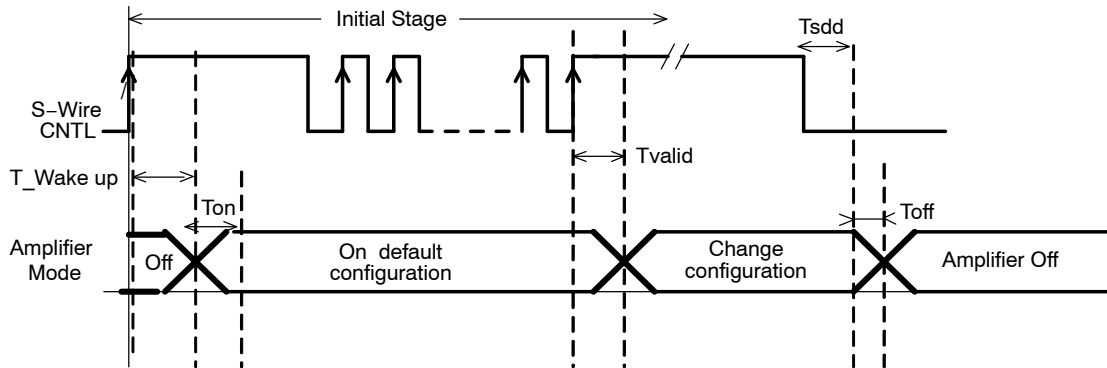 Initial Stage
Tsdd
S–Wire
CNTL
Tvalid
T_Wake up
Ton
Toff
Amplifier
Mode
Off
On default
configuration
Change
configuration
Amplifier Off